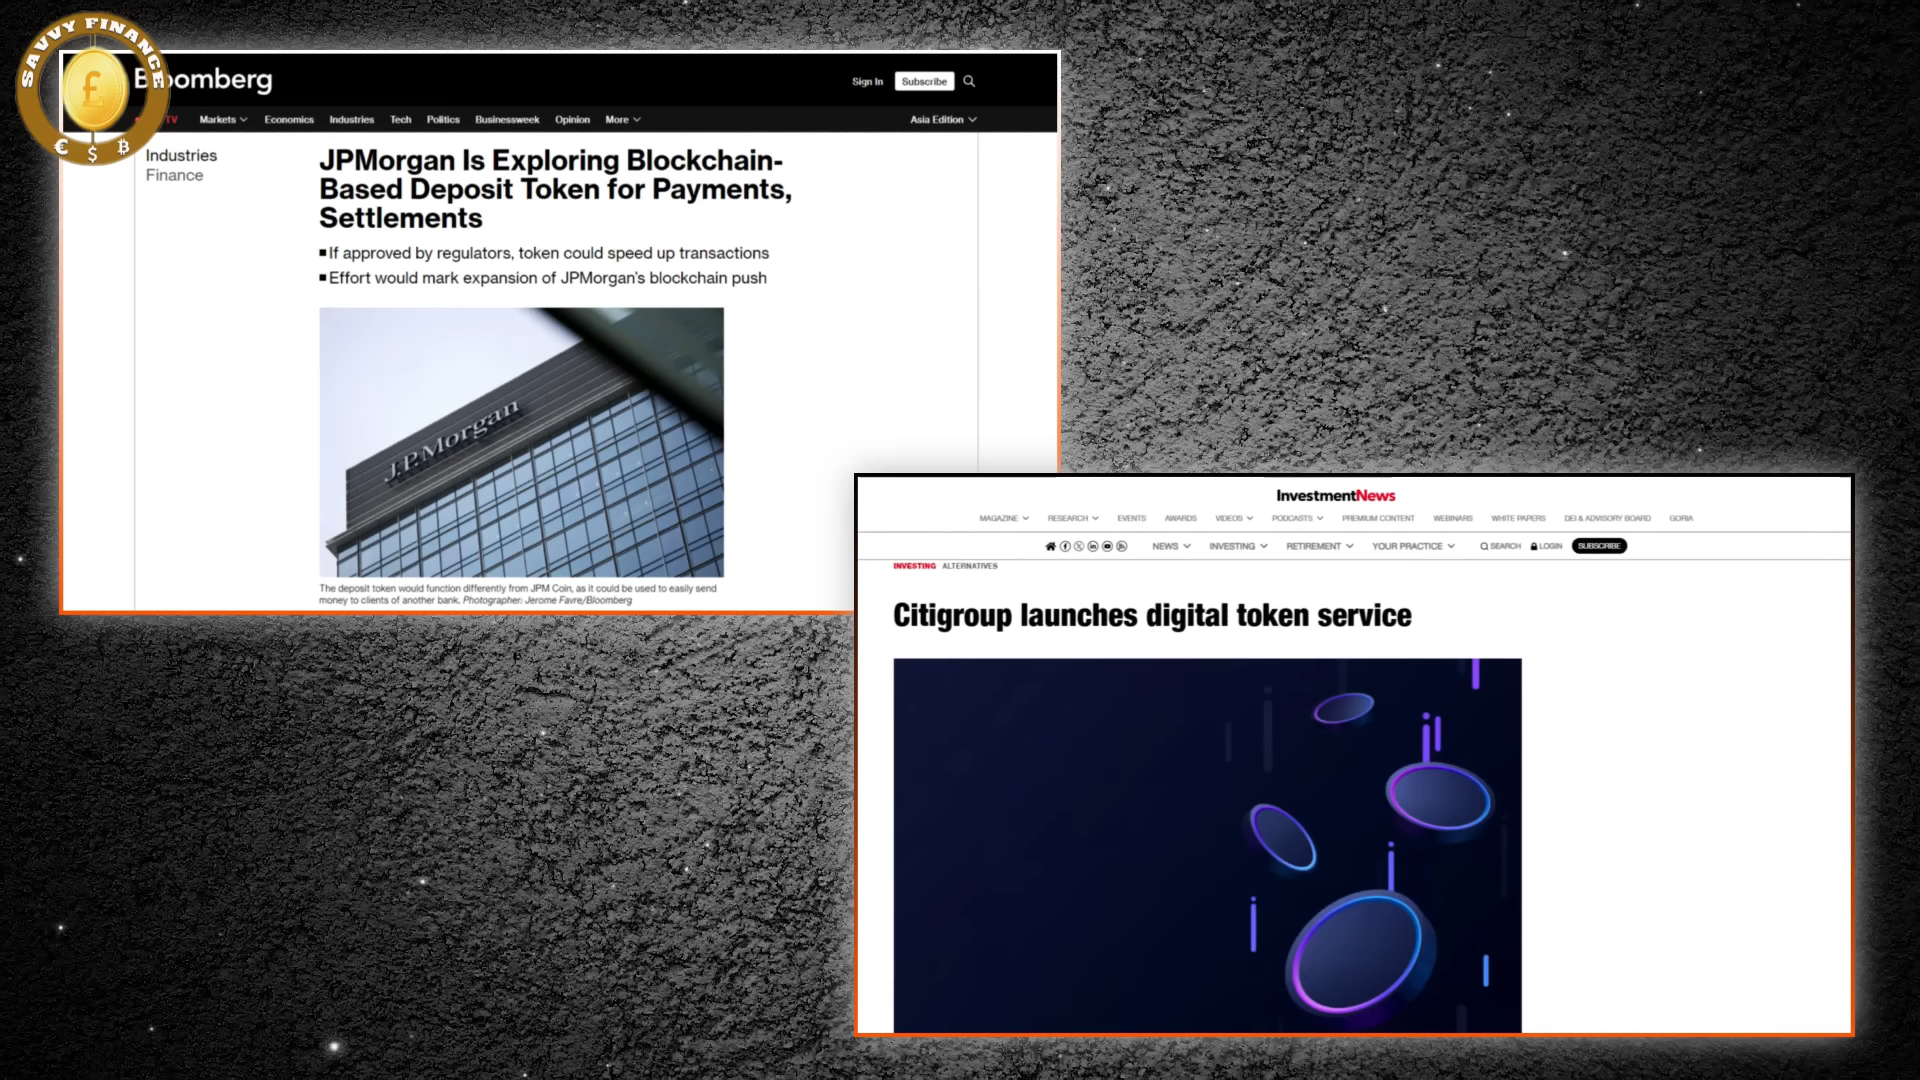 SAVVY FINANCE
£
€ $ ₿
Bloomberg
Sign In Subscribe
TV Markets Economics Industries Tech Politics Businessweek Opinion More Asia Edition
Industries
Finance
JPMorgan Is Exploring Blockchain-
Based Deposit Token for Payments,
Settlements
If approved by regulators, token could speed up transactions
Effort would mark expansion of JPMorgan's blockchain push
J.P.Morgan
The deposit token would function differently from JPM Coin, as it could be used to easily send
money to clients of another bank. Photographer: Jerome Favre/Bloomberg
InvestmentNews
MAGAZINE RESEARCH EVENTS AWARDS VIDEOS PODCASTS PREMIUM CONTENT WEBINARS WHITE PAPERS DEI & ADVISORY BOARD GORIA
NEWS INVESTING RETIREMENT YOUR PRACTICE SEARCH LOGIN SUBSCRIBE
INVESTING ALTERNATIVES
Citigroup launches digital token service